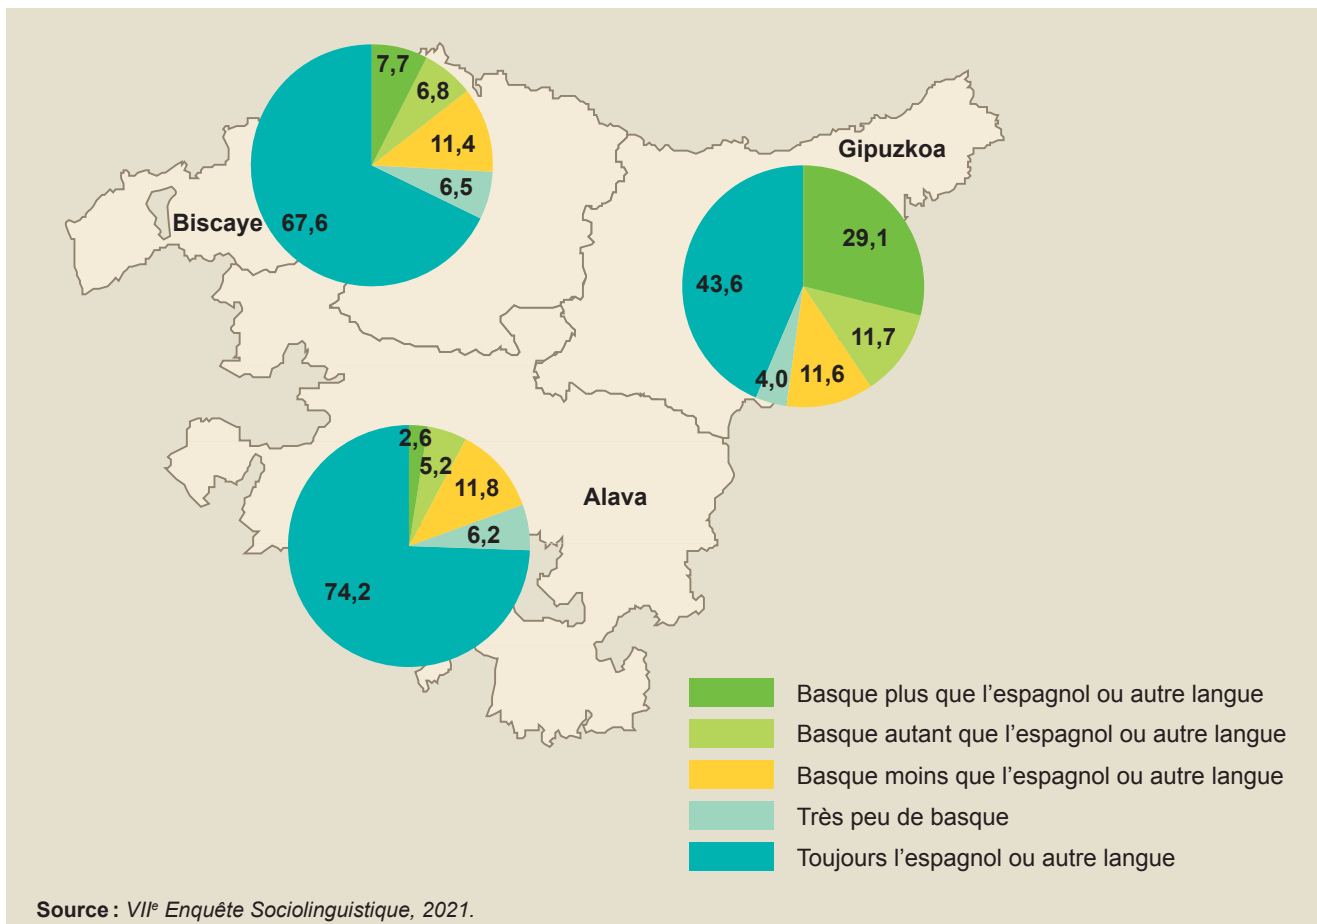 7,7
6,8
11,4
6,5
67,6
Biscaye
Gipuzkoa
29,1
11,7
11,6
4,0
43,6
2,6
5,2
11,8
6,2
74,2
Alava
Basque plus que l’espagnol ou autre langue
Basque autant que l’espagnol ou autre langue
Basque moins que l’espagnol ou autre langue
Très peu de basque
Toujours l’espagnol ou autre langue
Source : VIIe Enquête Sociolinguistique, 2021.